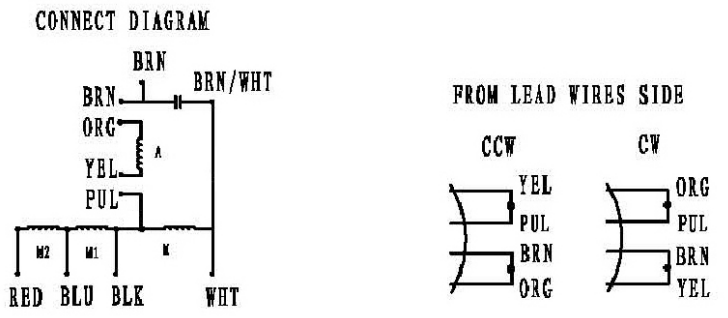 CONNECT DIAGRAM
BRN
BRN/WHT
BRN
ORG
A
YEL
PUL
M2 M1 M
RED BLU BLK WHT
FROM LEAD WIRES SIDE
CCW CW
YEL
PUL
BRN
ORG
ORG
PUL
BRN
YEL